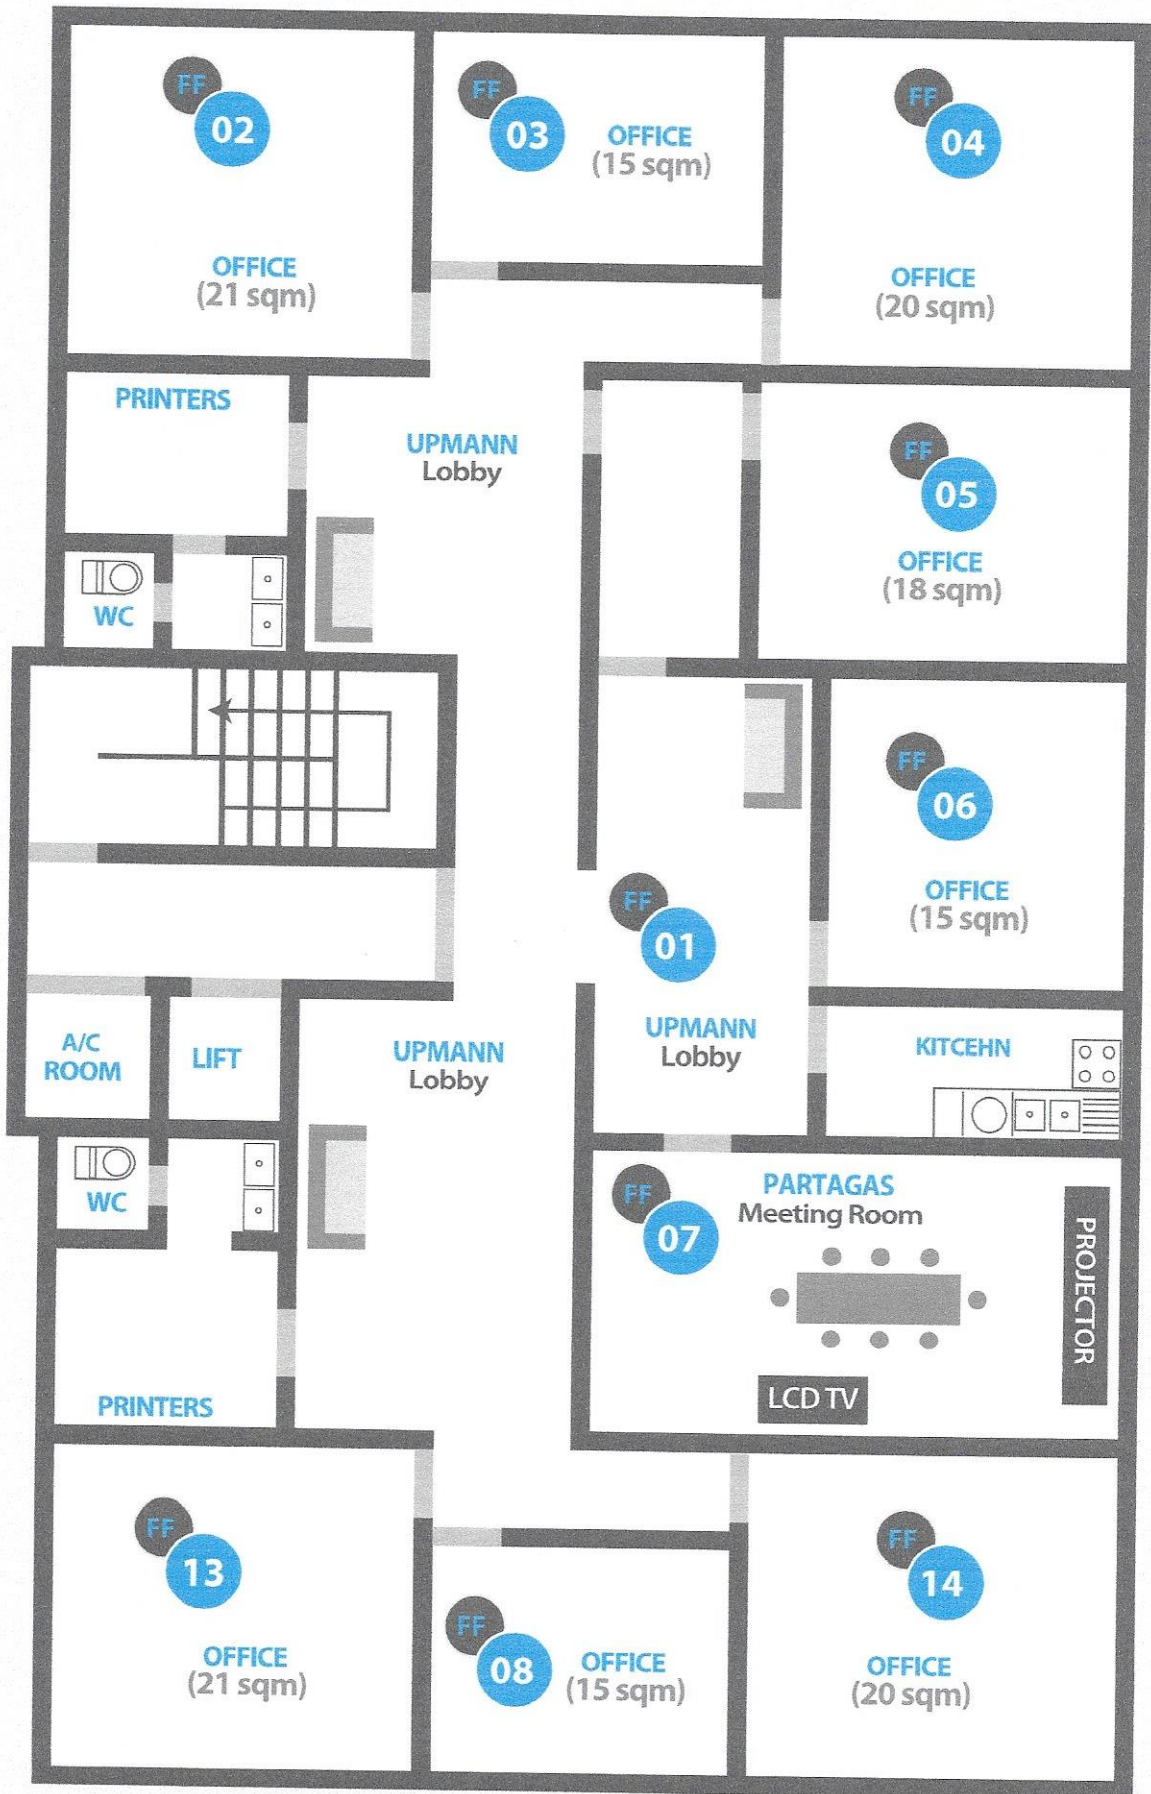 FF
02
OFFICE
(21 sqm)
FF
03
OFFICE
(15 sqm)
FF
04
OFFICE
(20 sqm)
PRINTERS
UPMANN
Lobby
FF
05
OFFICE
(18 sqm)
WC
FF
06
OFFICE
(15 sqm)
FF
01
UPMANN
Lobby
A/C
ROOM
LIFT
UPMANN
Lobby
KITCEHN
WC
FF
07
PARTAGAS
Meeting Room
PROJECTOR
LCD TV
PRINTERS
FF
13
OFFICE
(21 sqm)
FF
08
OFFICE
(15 sqm)
FF
14
OFFICE
(20 sqm)